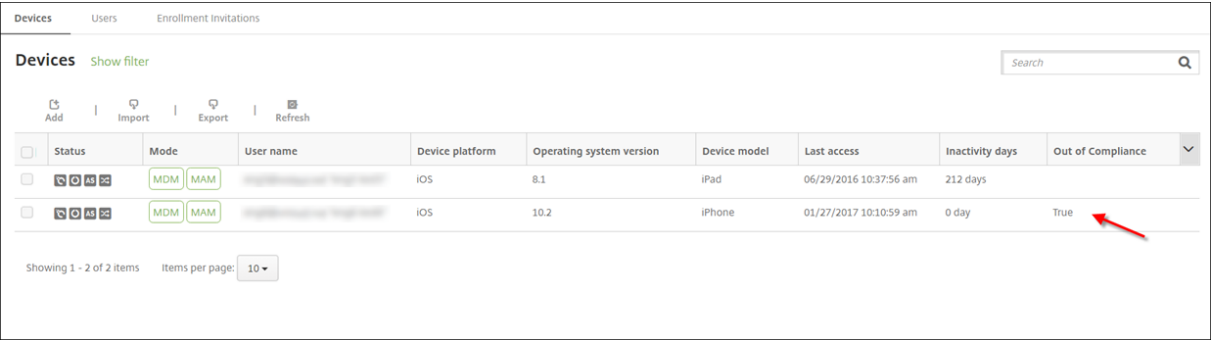 Devices Users Enrollment Invitations
Devices Show filter
Search
Add | Import | Export | Refresh
Status Mode User name Device platform Operating system version Device model Last access Inactivity days Out of Compliance
AS MDM MAM iOS 8.1 iPad 06/29/2016 10:37:56 am 212 days
AS MDM MAM iOS 10.2 iPhone 01/27/2017 10:10:59 am 0 day True
Showing 1 - 2 of 2 items Items per page: 10